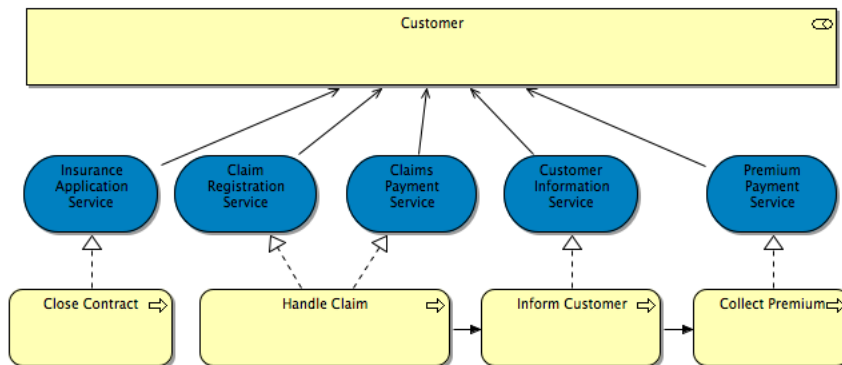 Customer
Insurance
Application
Service
Claim
Registration
Service
Claims
Payment
Service
Customer
Information
Service
Premium
Payment
Service
Close Contract
Handle Claim
Inform Customer
Collect Premium